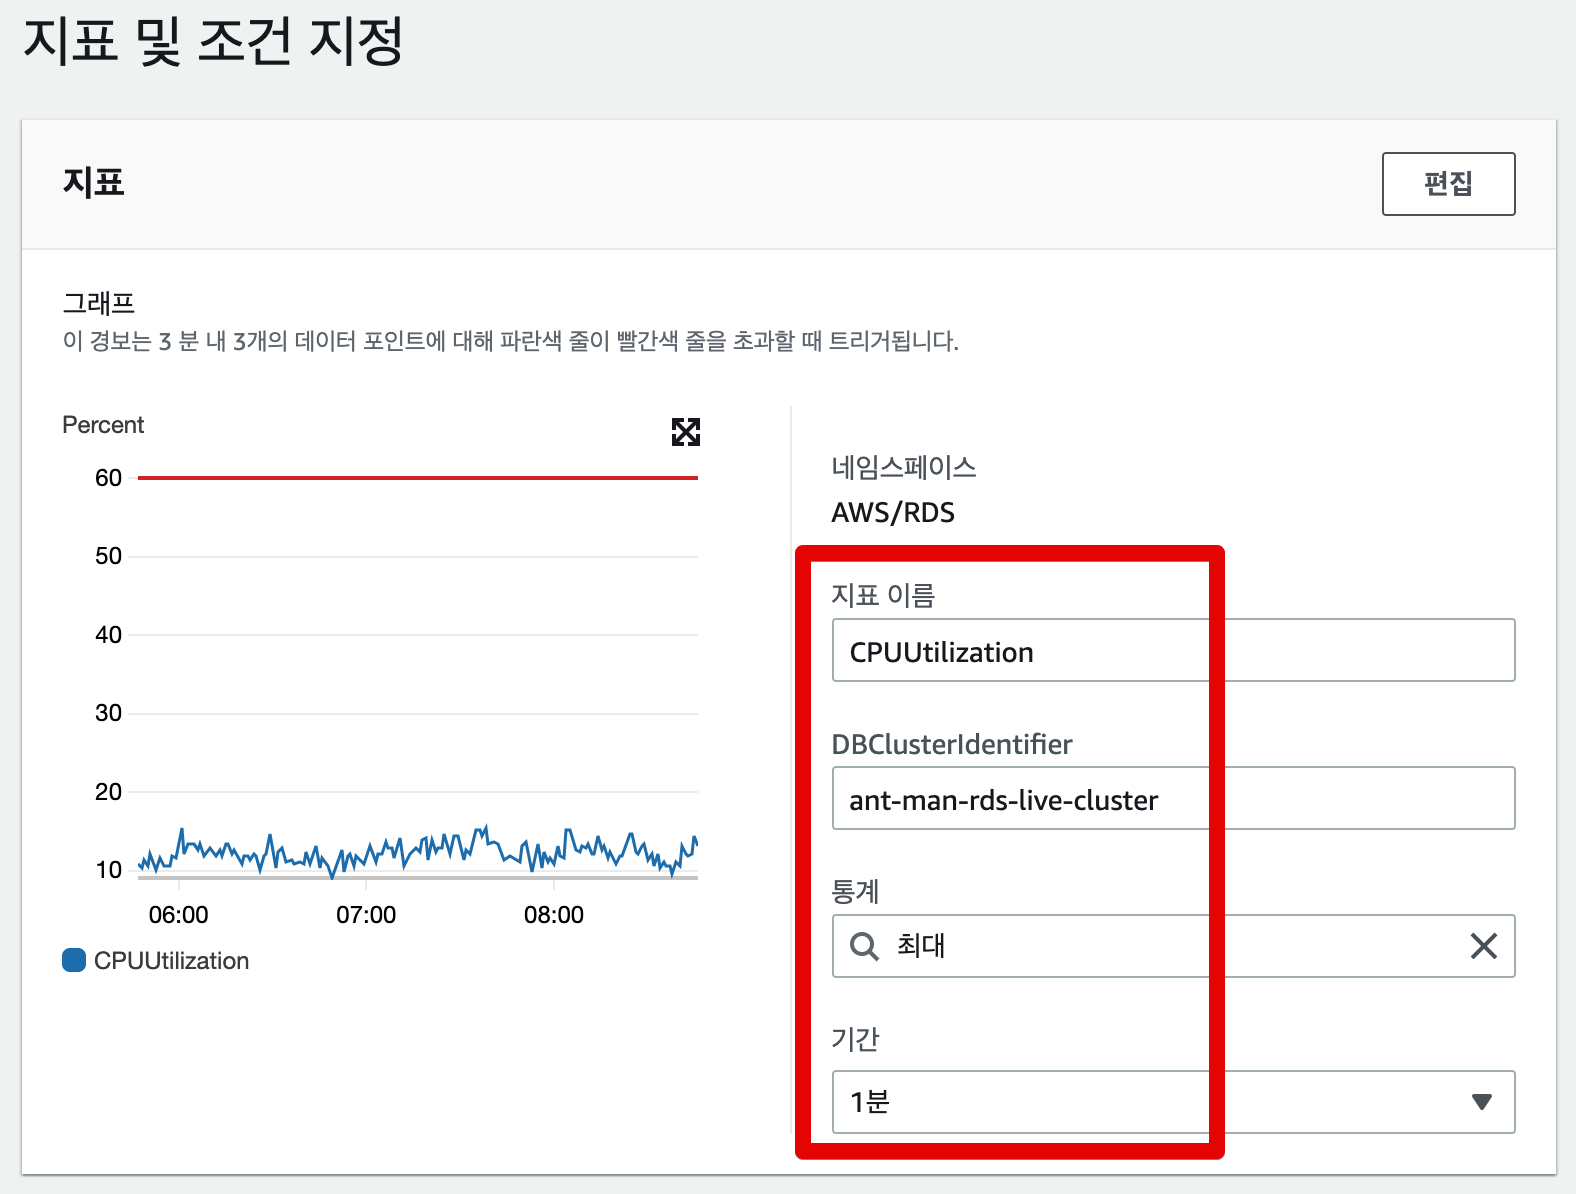 지표 및 조건 지정
지표
편집
그래프
이 경보는 3 분 내 3개의 데이터 포인트에 대해 파란색 줄이 빨간색 줄을 초과할 때 트리거됩니다.
Percent
60
50
40
30
20
10
06:00 07:00 08:00
CPUUtilization
네임스페이스
AWS/RDS
지표 이름
CPUUtilization
DBClusterIdentifier
ant-man-rds-live-cluster
통계
최대
기간
1분